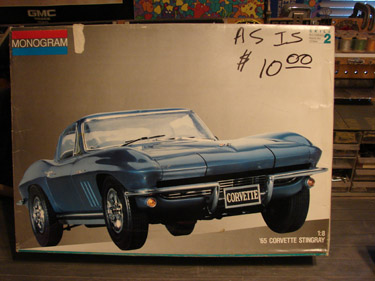 GMC
MONOGRAM
AS IS
$10.00
2
CORVETTE
1:8
'65 CORVETTE STINGRAY